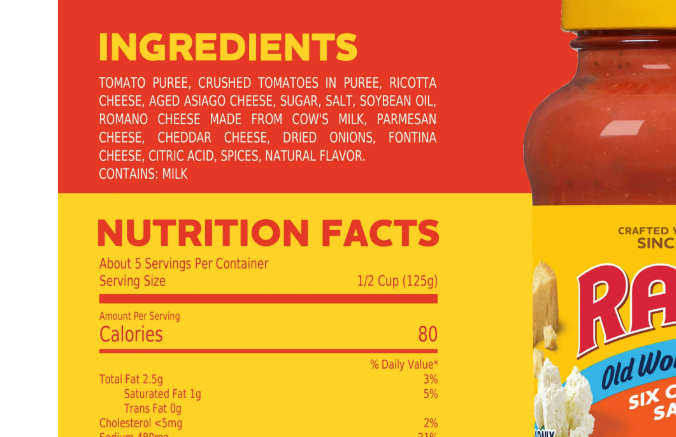 INGREDIENTS
TOMATO PUREE, CRUSHED TOMATOES IN PUREE, RICOTTA
CHEESE, AGED ASIAGO CHEESE, SUGAR, SALT, SOYBEAN OIL,
ROMANO CHEESE MADE FROM COW'S MILK, PARMESAN
CHEESE, CHEDDAR CHEESE, DRIED ONIONS, FONTINA
CHEESE, CITRIC ACID, SPICES, NATURAL FLAVOR.
CONTAINS: MILK
NUTRITION FACTS
About 5 Servings Per Container
Serving Size 1/2 Cup (125g)
Amount Per Serving
Calories 80
% Daily Value*
Total Fat 2.5g 3%
Saturated Fat 1g 5%
Trans Fat 0g
Cholesterol <5mg 2%
Sodium 480mg 21%
CRAFTED
SINC
RA
Old Wo
SIX C
SA